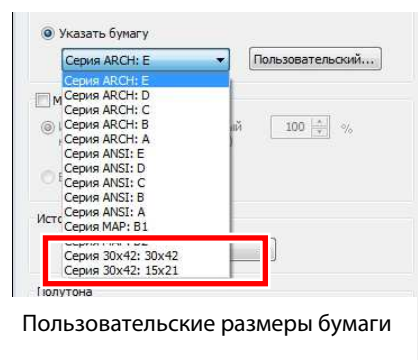 Указать бумагу
Серия ARCH: E
Пользовательский...
Серия ARCH: E
Серия ARCH: D
Серия ARCH: C
Серия ARCH: B
Серия ARCH: A
100
%
Серия ANSI: E
Серия ANSI: D
Серия ANSI: C
Серия ANSI: B
Серия ANSI: A
Серия MAP: B1
Серия 30x42: 30x42
Серия 30x42: 15x21
Полутона
Пользовательские размеры бумаги